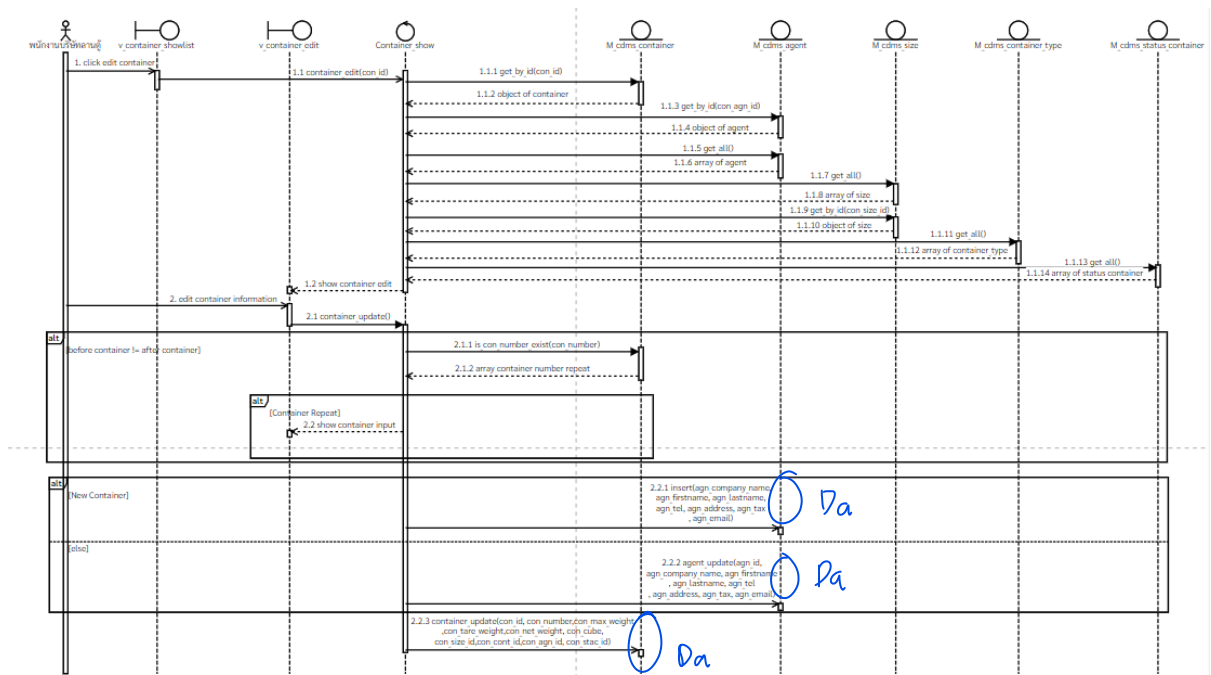 พนักงานบริษัทลานตู้
v_container_showlist
v_container_edit
Container_show
M_cdms_container
M_cdms_agent
M_cdms_size
M_cdms_container_type
M_cdms_status_container
1. click edit container
1.1 container_edit(con_id)
1.1.1 get_by_id(con_id)
1.1.2 object of container
1.1.3 get_by_id(con_agn_id)
1.1.4 object of agent
1.1.5 get_all()
1.1.6 array of agent
1.1.7 get_all()
1.1.8 array of size
1.1.9 get_by_id(con_size_id)
1.1.10 object of size
1.1.11 get_all()
1.1.12 array of container type
1.1.13 get_all()
1.1.14 array of status container
1.2 show container edit
2. edit container information
2.1 container_update()
alt
[before container != after container]
2.1.1 is_con_number_exist(con_number)
2.1.2 array container number repeat
alt
[Container Repeat]
2.2 show container input
alt
[New Container]
2.2.1 insert(agn_company_name,
agn_firstname, agn_lastname,
agn_tel, agn_address, agn_tax
, agn_email)
Da
[else]
2.2.2 agent_update(agn_id,
agn_company_name, agn_firstname
, agn_lastname, agn_tel
, agn_address, agn_tax, agn_email)
Da
2.2.3 container_update(con_id, con_number,con_max_weight
,con_tare_weight,con_net_weight, con_cube,
con_size_id,con_cont_id,con_agn_id, con_stac_id)
Da